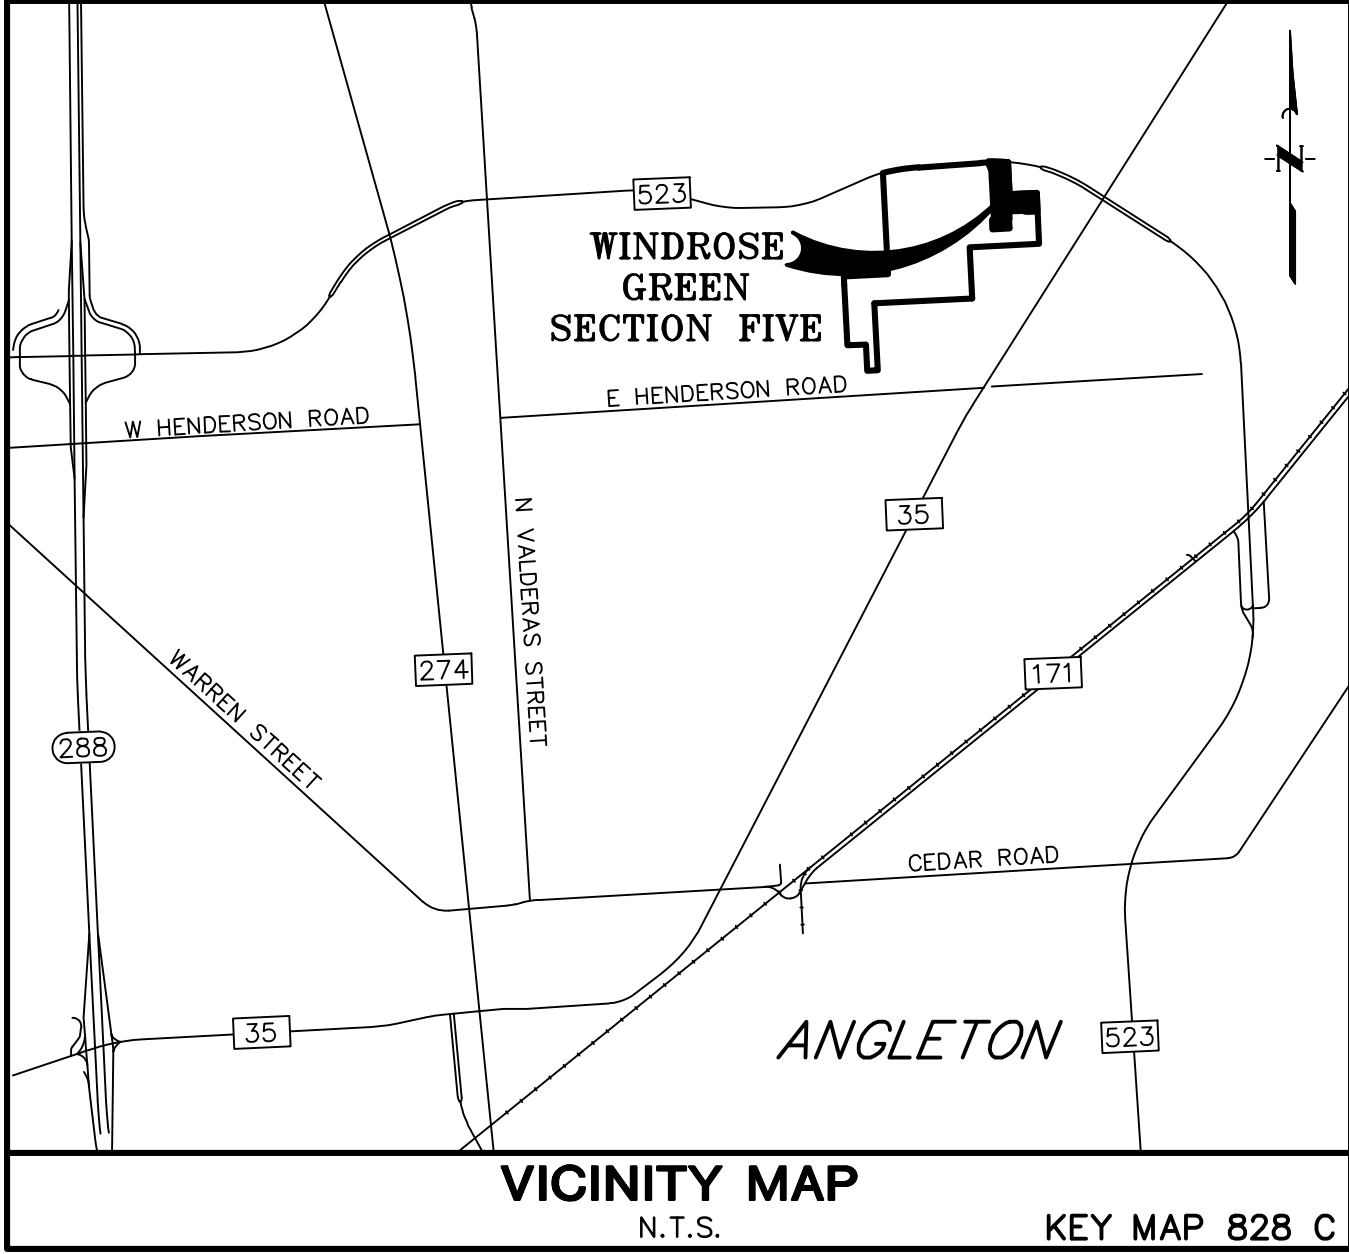 523
WINDROSE
GREEN
SECTION FIVE
N
E HENDERSON ROAD
W HENDERSON ROAD
35
N VALDERAS STREET
274
171
WARREN STREET
288
CEDAR ROAD
35
ANGLETON
523
VICINITY MAP
N.T.S.
KEY MAP 828 C